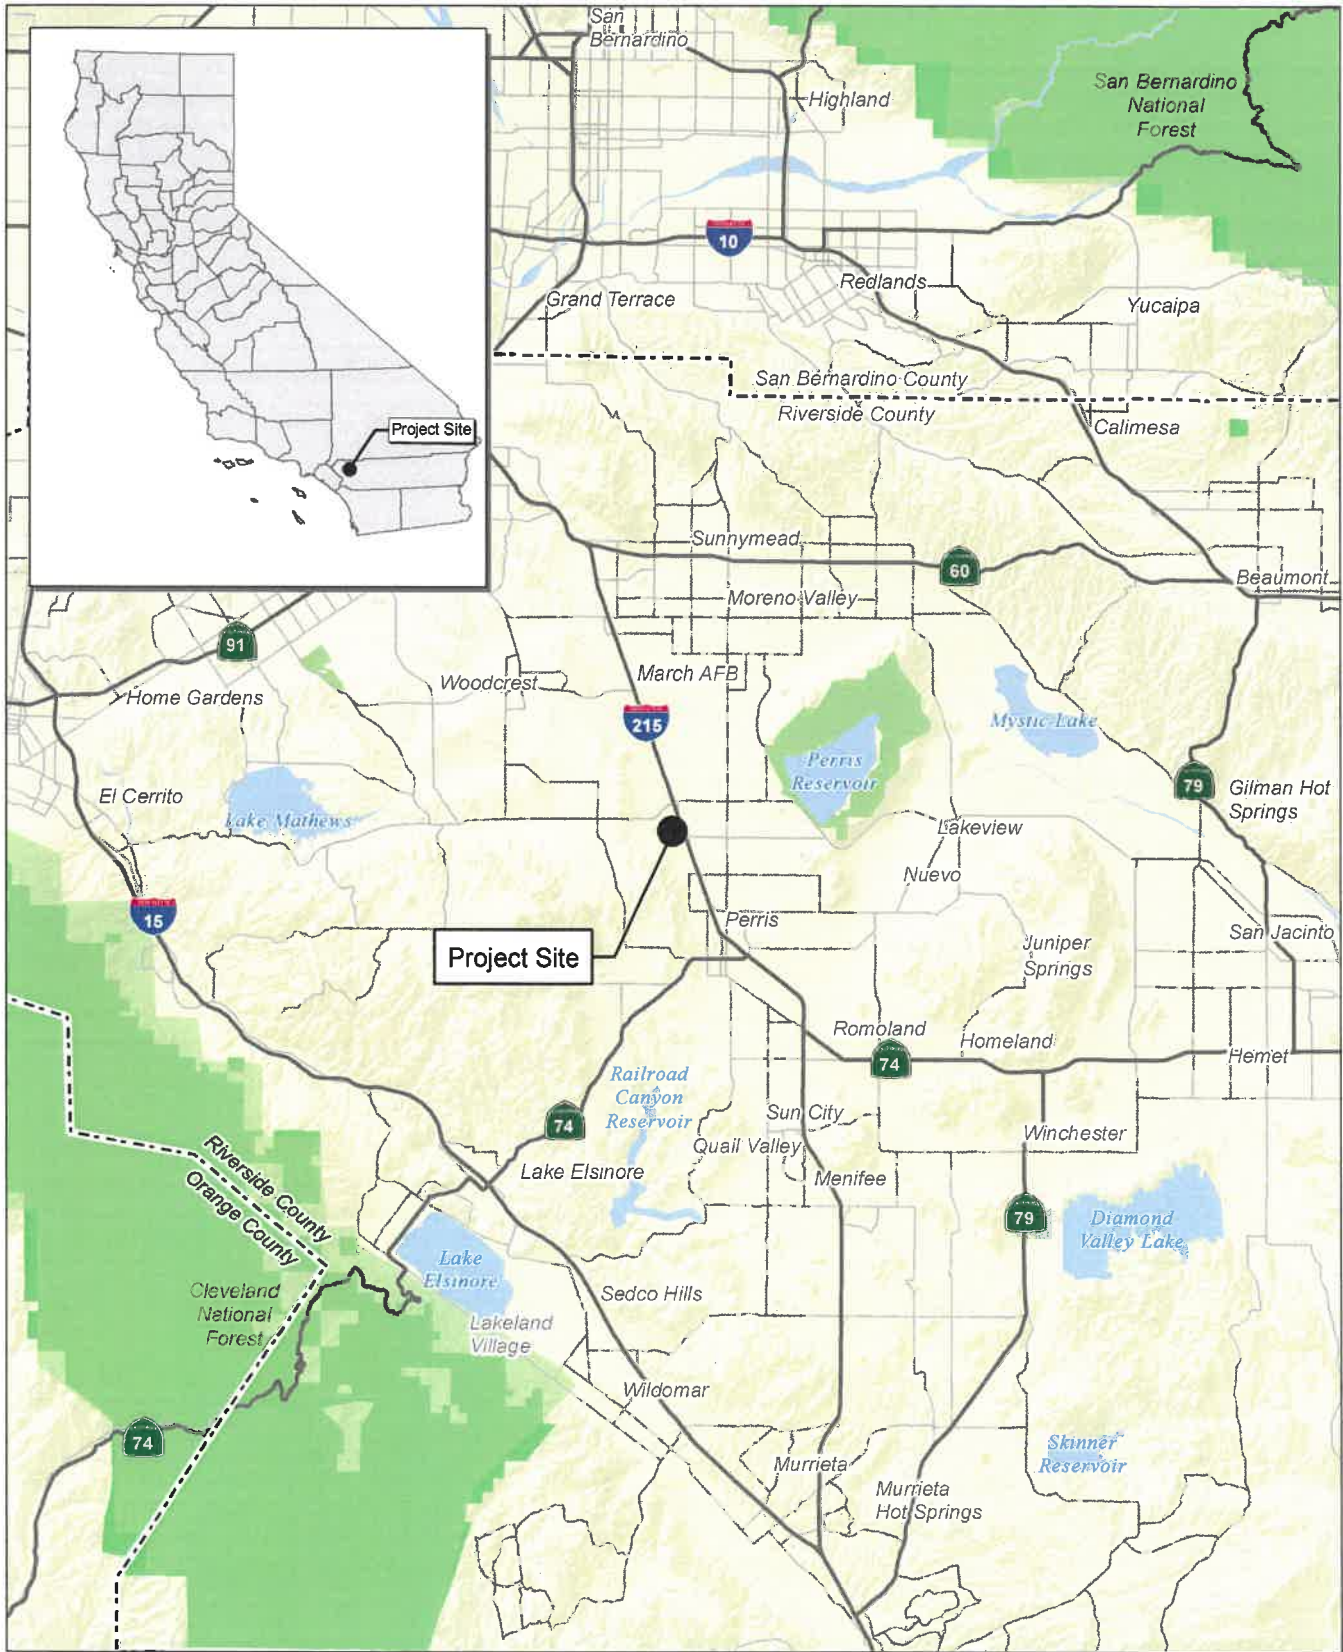 San
Bernardino
Highland
San Bernardino
National
Forest
10
Redlands
Grand Terrace
Yucaipa
San Bernardino County
Riverside County
Calimesa
Project Site
Sunnymead
60
Beaumont
Moreno Valley
91
March AFB
Woodcrest
Home Gardens
215
Mystic Lake
Perris
Reservoir
79
Gilman Hot
Springs
El Cerrito
Lake Mathews
Lakeview
Nuevo
15
Perris
San Jacinto
Project Site
Juniper
Springs
Romoland
Homeland
74
Hemet
Railroad
Canyon
Reservoir
74
Sun City
Quail Valley
Winchester
Riverside County
Orange County
Lake Elsinore
Menifee
79
Diamond
Valley Lake
Lake
Elsinore
Cleveland
National
Forest
Sedco Hills
Lakeland
Village
Wildomar
74
Skinner
Reservoir
Murrieta
Murrieta
Hot Springs